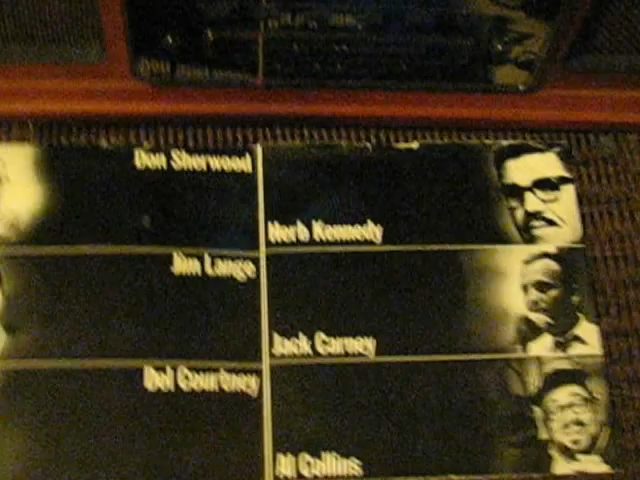 Don Sherwood
Herb Kennedy
Jim Lange
Jack Carney
Del Courtney
Al Collins